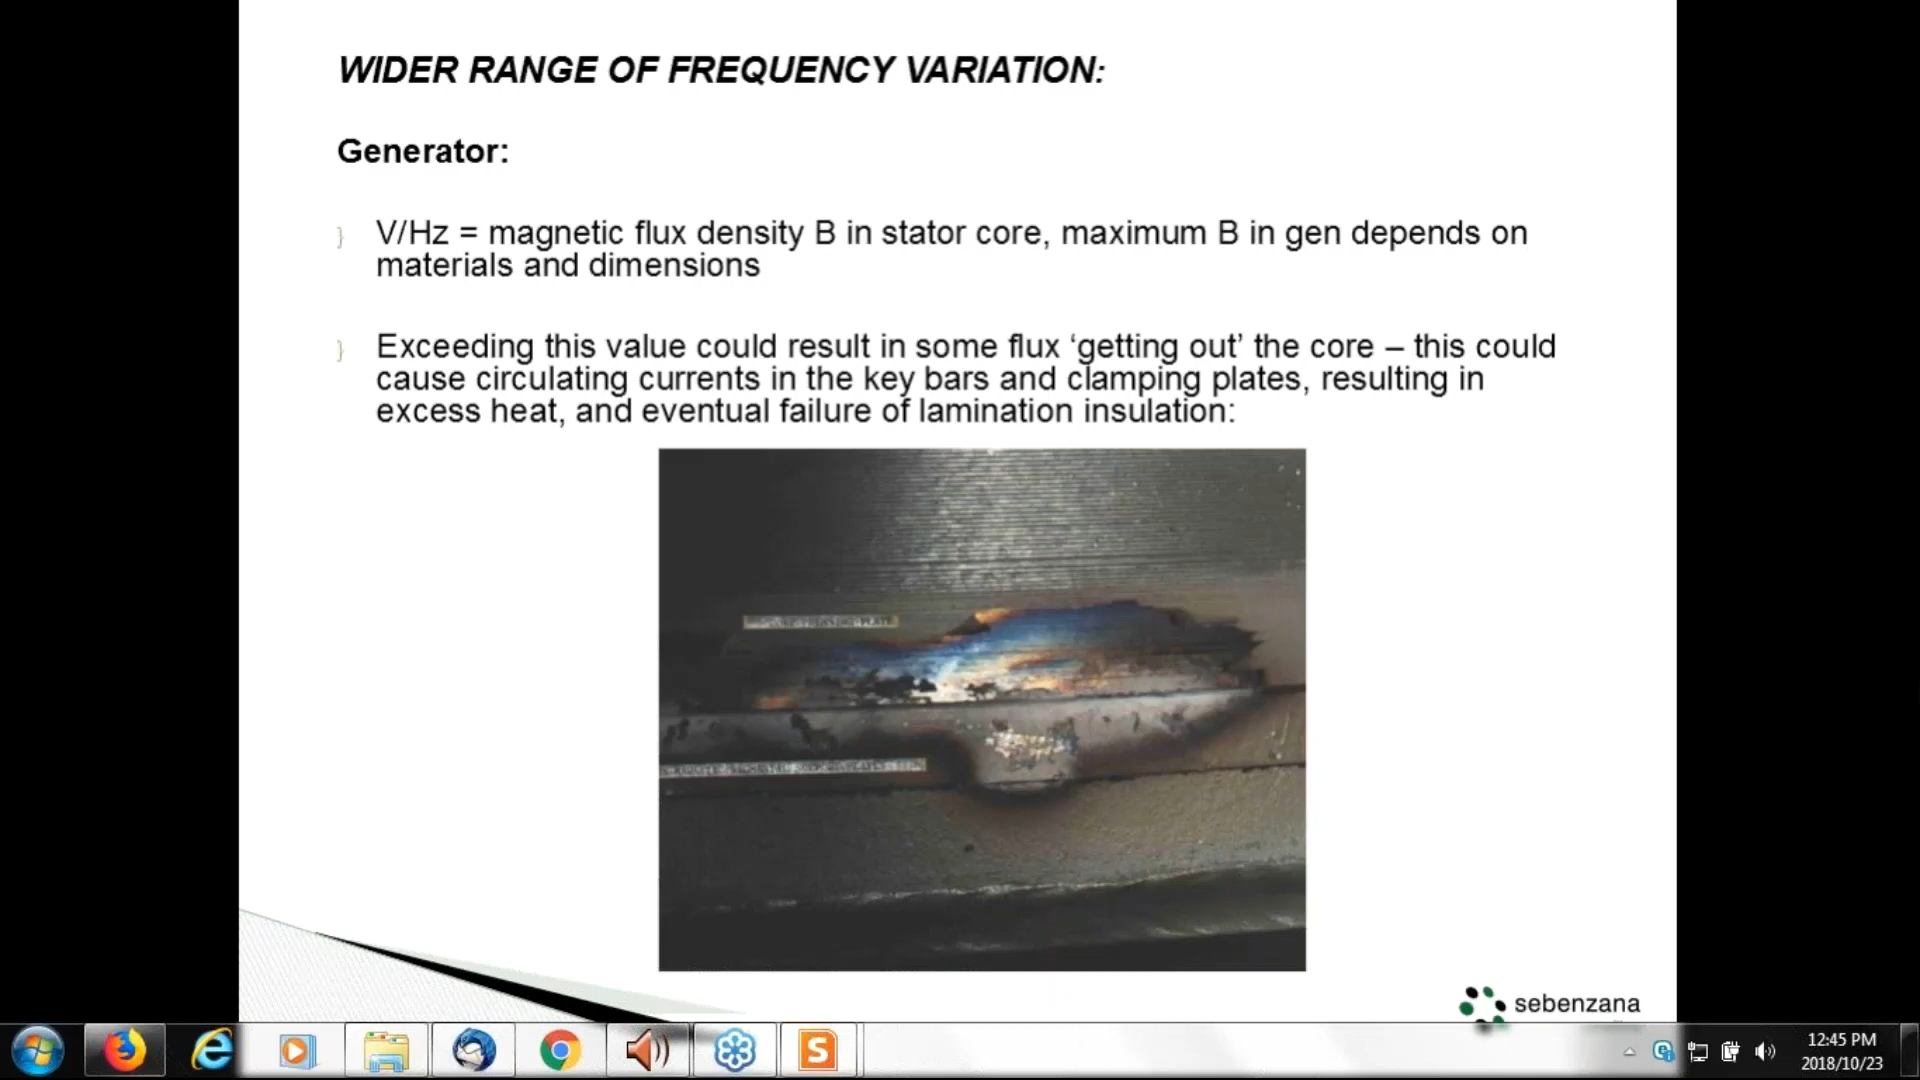 WIDER RANGE OF FREQUENCY VARIATION:
Generator:
V/Hz = magnetic flux density B in stator core, maximum B in gen depends on
materials and dimensions
Exceeding this value could result in some flux ‘getting out’ the core – this could
cause circulating currents in the key bars and clamping plates, resulting in
excess heat, and eventual failure of lamination insulation:
sebenzana
12:45 PM
2018/10/23